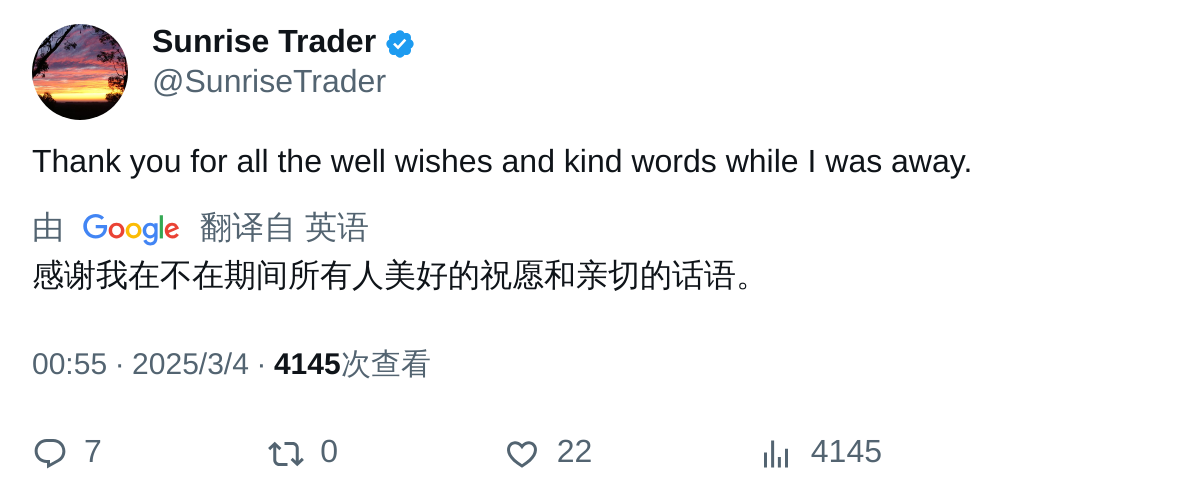 Sunrise Trader
@SunriseTrader
Thank you for all the well wishes and kind words while I was away.
由 Google 翻译自 英语
感谢我在不在期间所有人美好的祝愿和亲切的话语。
00:55 · 2025/3/4 · 4145次查看
7 0 22 4145